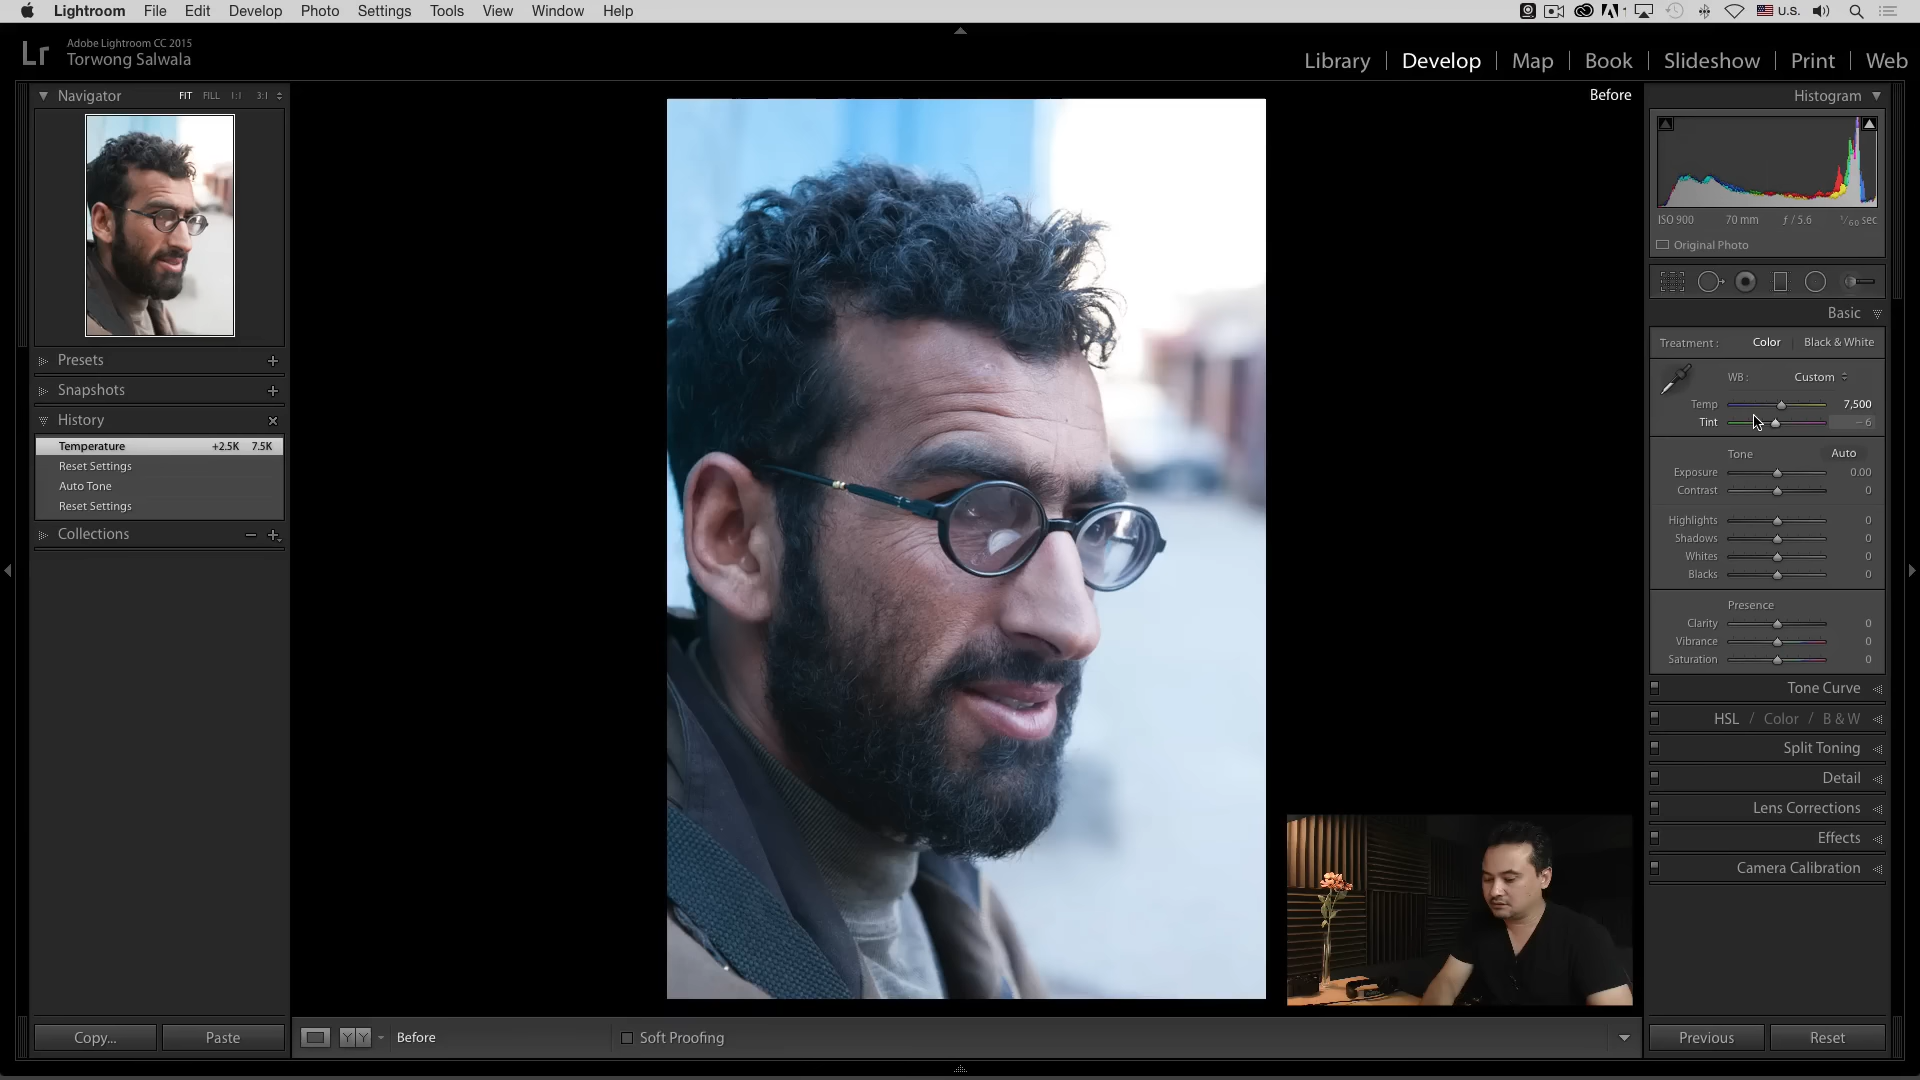 Lightroom File Edit Develop Photo Settings Tools View Window Help U.S.
Lr Adobe Lightroom CC 2015
Torwong Salwala
Library | Develop | Map | Book | Slideshow | Print | Web
Navigator FIT FILL 1:1 3:1
Before
Histogram
ISO 900 70 mm ƒ / 5.6 1/60 sec
Original Photo
Basic
Treatment : Color Black & White
WB : Custom
Temp 7,500
Tint – 6
Tone Auto
Exposure 0.00
Contrast 0
Highlights 0
Shadows 0
Whites 0
Blacks 0
Presence
Clarity 0
Vibrance 0
Saturation 0
Tone Curve
HSL / Color / B & W
Split Toning
Detail
Lens Corrections
Effects
Camera Calibration
Presets
Snapshots
History
Temperature +2.5K 7.5K
Reset Settings
Auto Tone
Reset Settings
Collections
Copy... Paste
Y Y Before Soft Proofing
Previous Reset